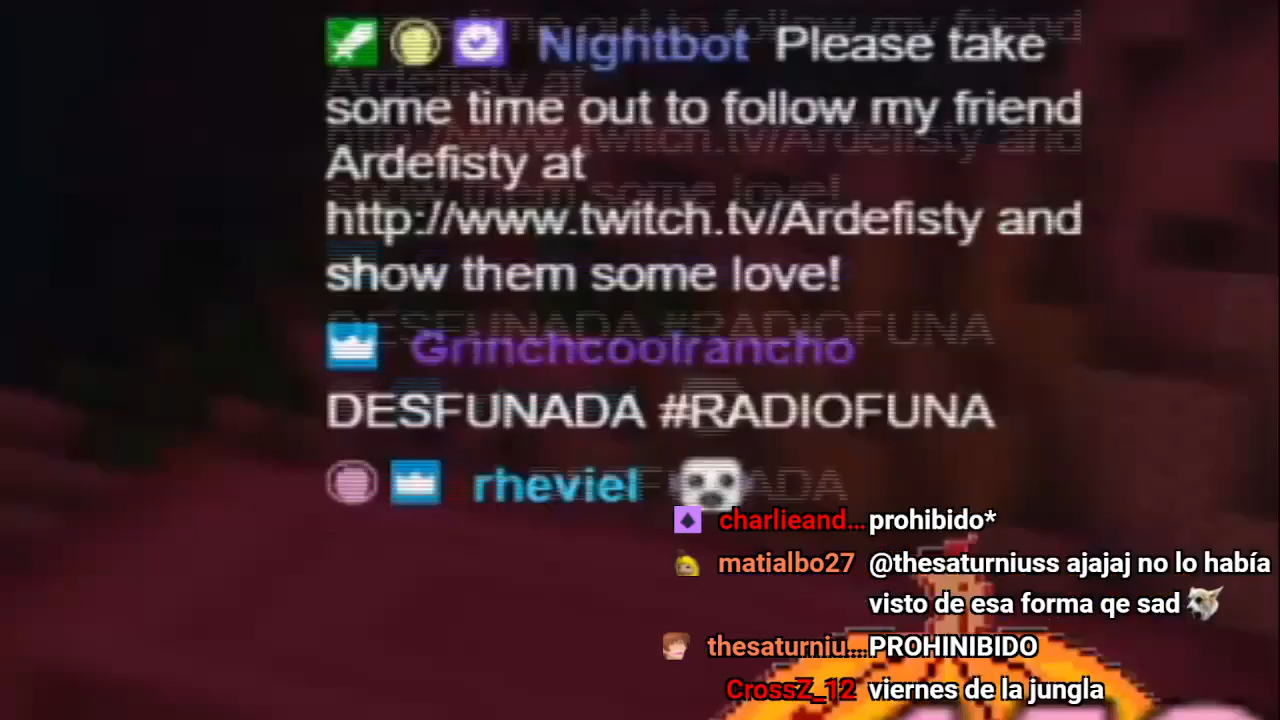 Nightbot Please take
some time out to follow my friend
Ardefisty at
http://www.twitch.tv/Ardefisty and
show them some love!
Grinchcoolrancho
DESFUNADA #RADIOFUNA
rheviel
charlieand... prohibido*
matialbo27 @thesaturniuss ajajaj no lo había
visto de esa forma qe sad
thesaturniu... PROHINIBIDO
CrossZ_12 viernes de la jungla